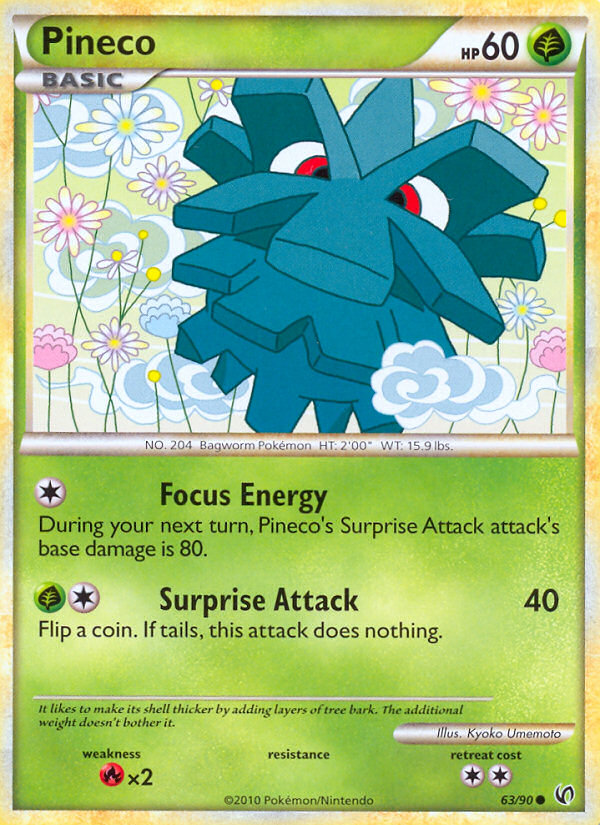 Pineco
HP 60
BASIC
NO. 204 Bagworm Pokémon HT: 2'00" WT: 15.9 lbs.
Focus Energy
During your next turn, Pineco's Surprise Attack attack's
base damage is 80.
Surprise Attack 40
Flip a coin. If tails, this attack does nothing.
It likes to make its shell thicker by adding layers of tree bark. The additional
weight doesn't bother it.
Illus. Kyoko Umemoto
weakness resistance retreat cost
×2
©2010 Pokémon/Nintendo 63/90